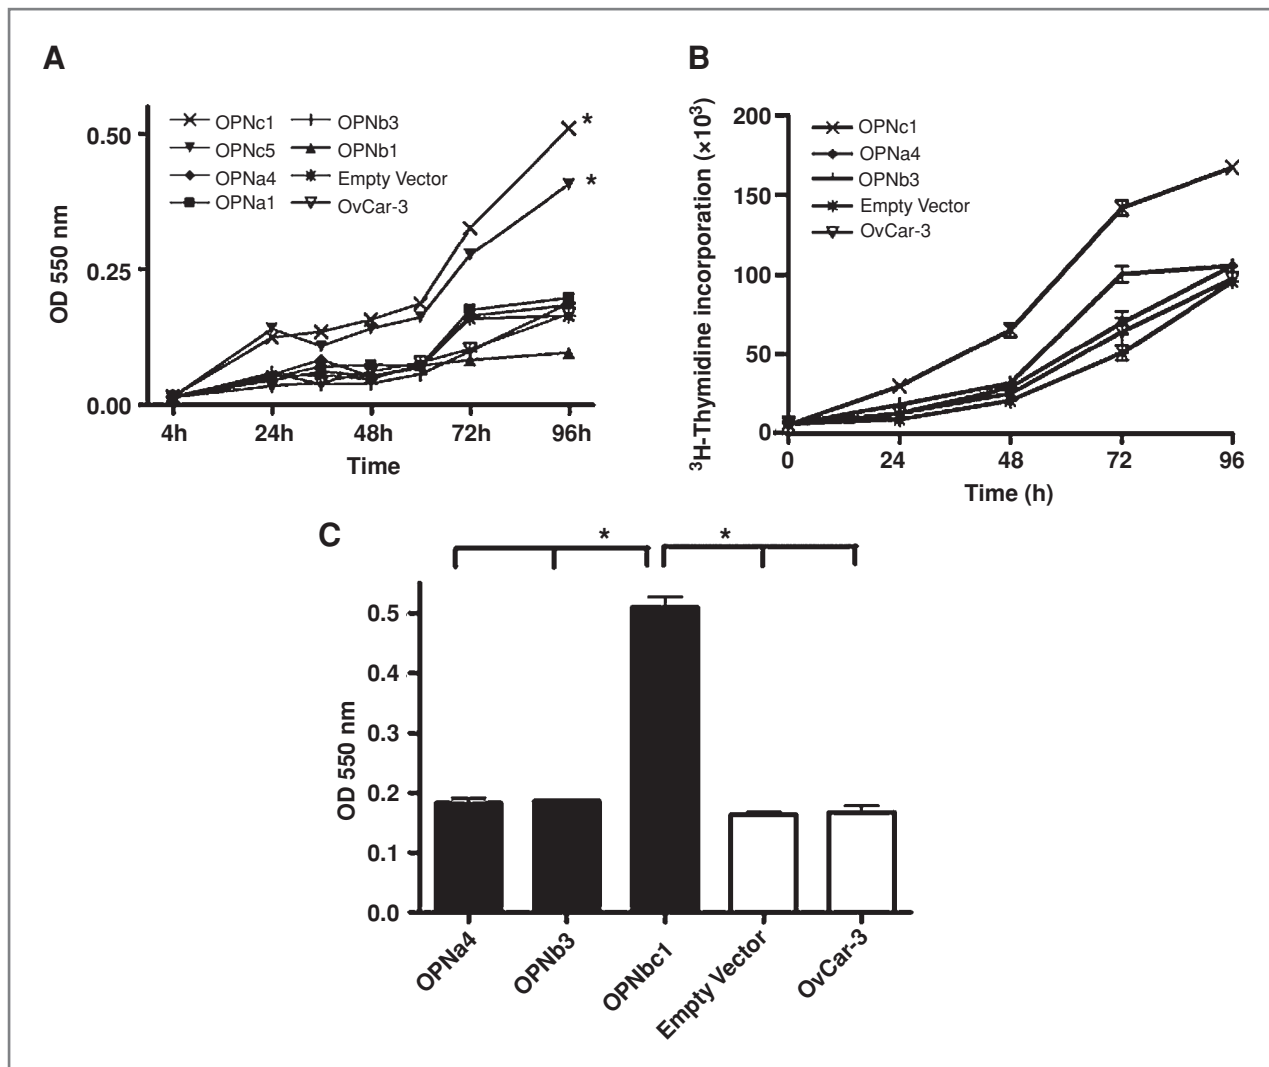 A
OD 550 nm
0.50
0.25
0.00
OPNc1
OPNc5
OPNa4
OPNa1
OPNb3
OPNb1
Empty Vector
OvCar-3
*
*
4h 24h 48h 72h 96h
Time
B
³H-Thymidine incorporation (×10³)
200
150
100
50
0
OPNc1
OPNa4
OPNb3
Empty Vector
OvCar-3
0 24 48 72 96
Time (h)
C
* *
OD 550 nm
0.5
0.4
0.3
0.2
0.1
0.0
OPNa4
OPNb3
OPNbc1
Empty Vector
OvCar-3